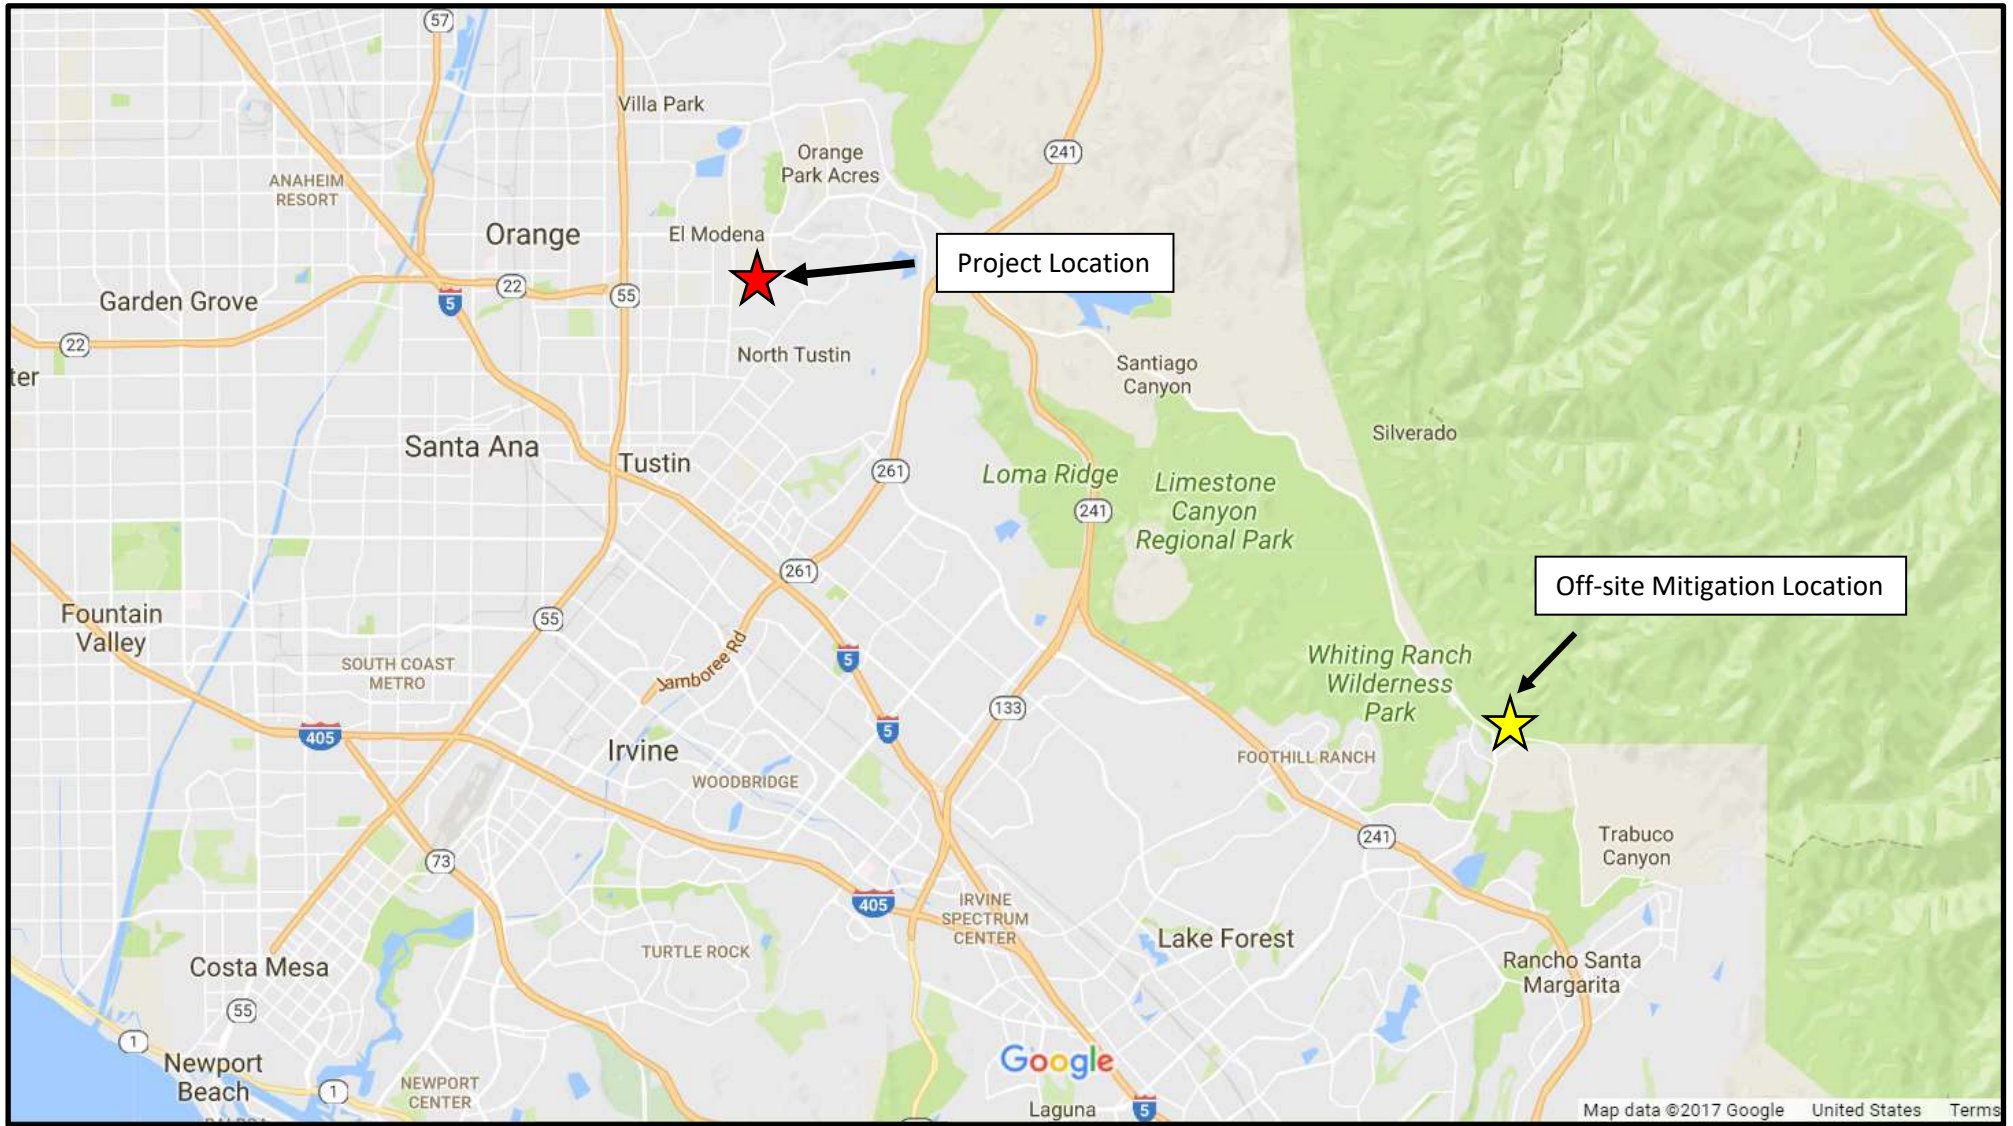 57
Villa Park
Orange
Park Acres
241
ANAHEIM
RESORT
Orange
El Modena
Project Location
22
5
55
Garden Grove
22
ter
North Tustin
Santiago
Canyon
Silverado
Santa Ana
Tustin
261
Loma Ridge
Limestone
Canyon
Regional Park
241
261
Off-site Mitigation Location
Fountain
Valley
55
Jamboree Rd
5
SOUTH COAST
METRO
Whiting Ranch
Wilderness
Park
133
405
5
Irvine
WOODBRIDGE
FOOTHILL RANCH
241
Trabuco
Canyon
73
405
IRVINE
SPECTRUM
CENTER
TURTLE ROCK
Lake Forest
Costa Mesa
Rancho Santa
Margarita
55
1
Newport
Beach
1
NEWPORT
CENTER
Google
Laguna
5
Map data ©2017 Google United States Terms